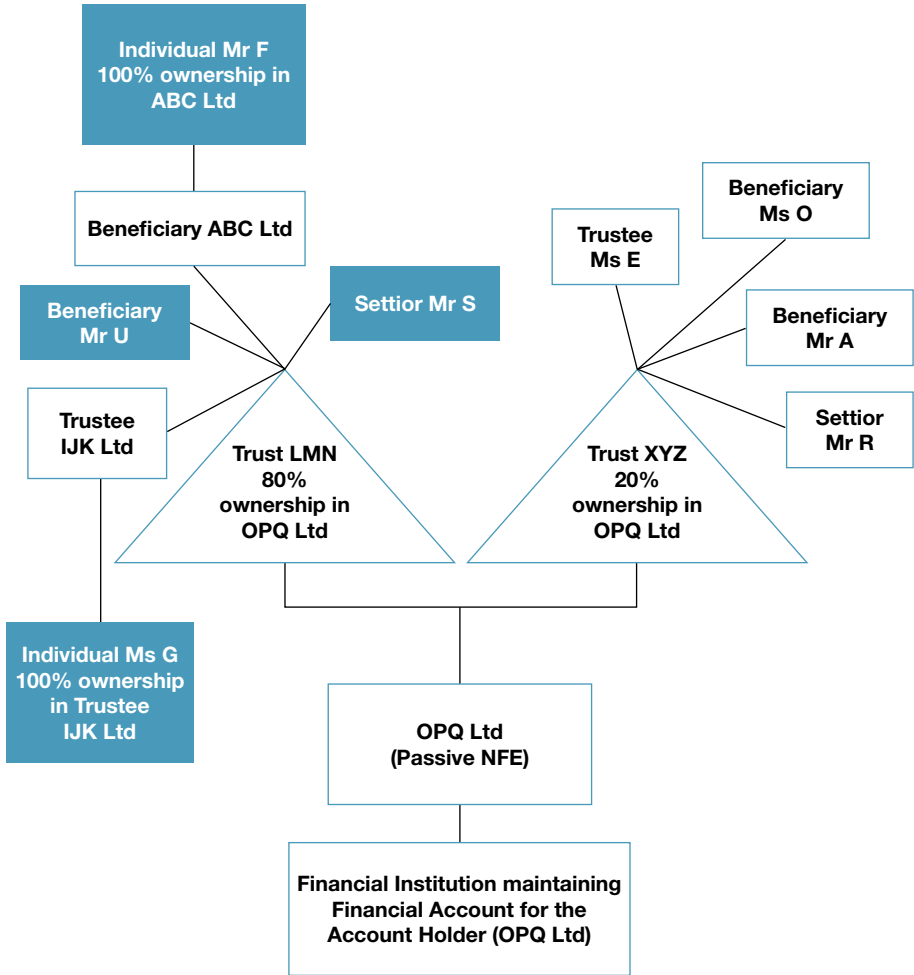 Individual Mr F
100% ownership in
ABC Ltd
Beneficiary ABC Ltd
Beneficiary
Mr U
Settior Mr S
Trustee
IJK Ltd
Trust LMN
80%
ownership in
OPQ Ltd
Individual Ms G
100% ownership
in Trustee
IJK Ltd
Beneficiary
Ms O
Trustee
Ms E
Beneficiary
Mr A
Settior
Mr R
Trust XYZ
20%
ownership in
OPQ Ltd
OPQ Ltd
(Passive NFE)
Financial Institution maintaining
Financial Account for the
Account Holder (OPQ Ltd)